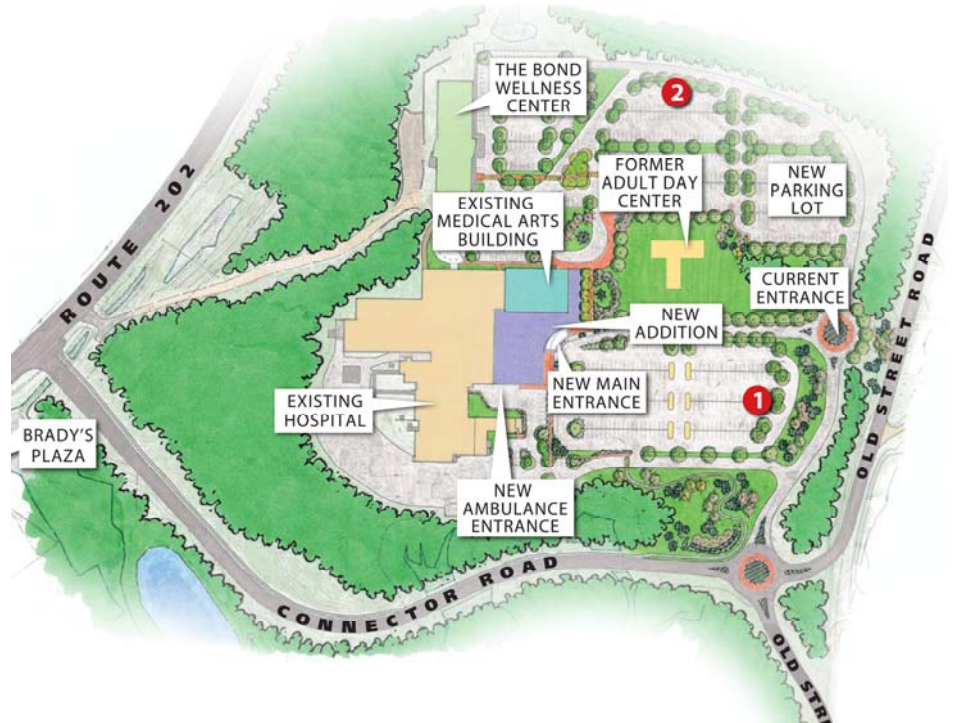 THE BOND
WELLNESS
CENTER
2
FORMER
ADULT DAY
CENTER
NEW
PARKING
LOT
EXISTING
MEDICAL ARTS
BUILDING
ROUTE 202
CURRENT
ENTRANCE
OLD STREET ROAD
NEW
ADDITION
NEW MAIN
ENTRANCE
1
EXISTING
HOSPITAL
BRADY'S
PLAZA
NEW
AMBULANCE
ENTRANCE
CONNECTOR ROAD
OLD STRE